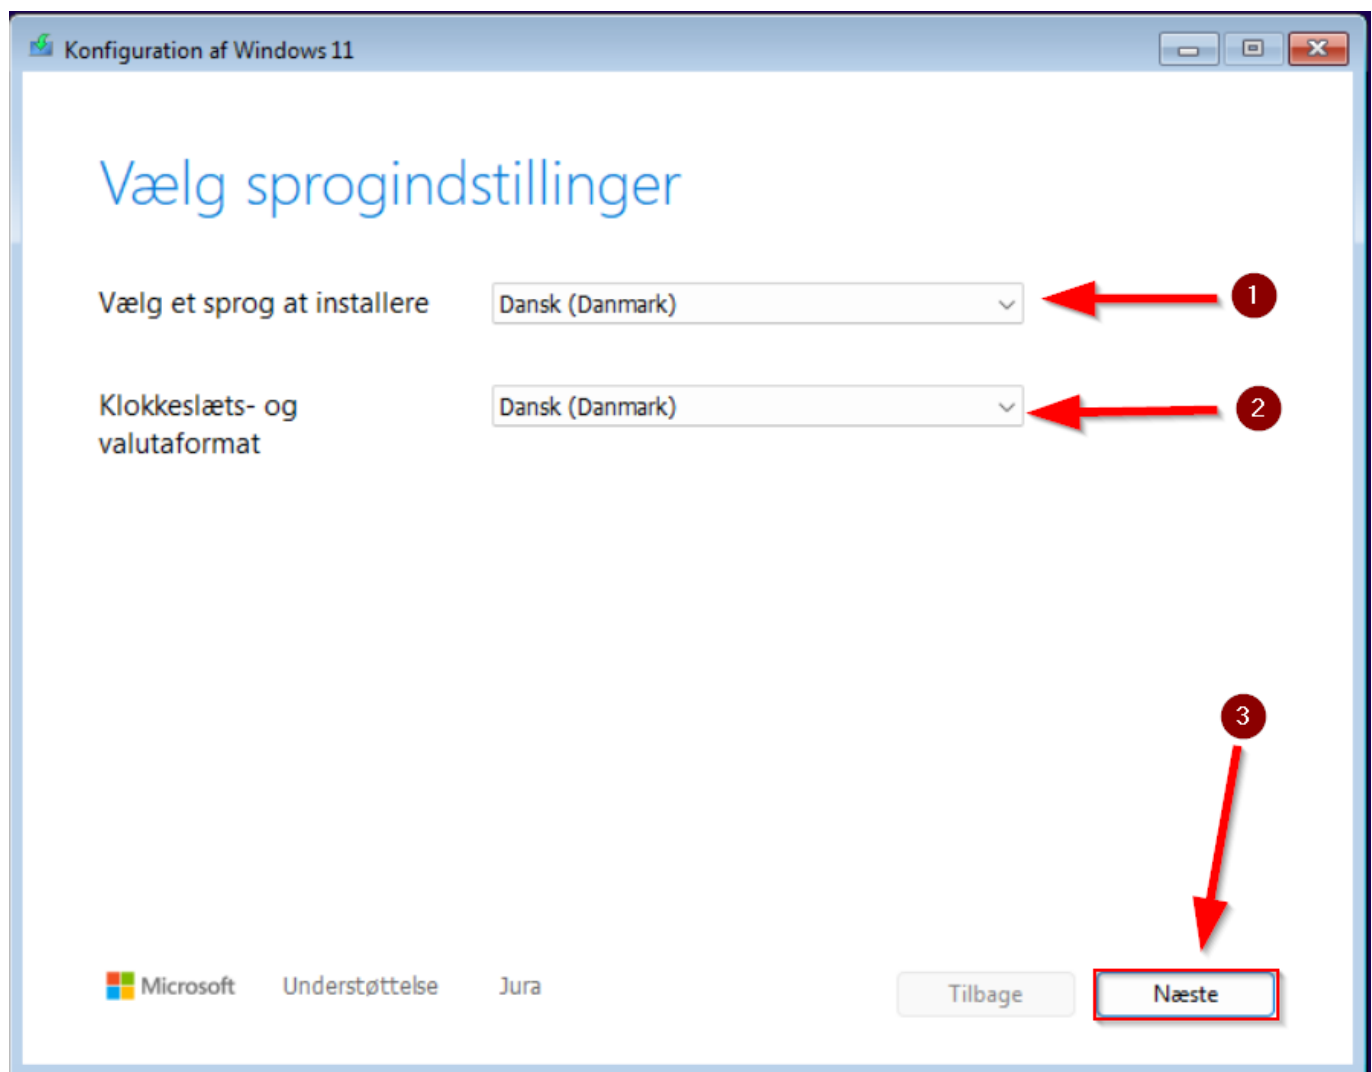 Konfiguration af Windows 11
Vælg sprogindstillinger
Vælg et sprog at installere
Dansk (Danmark)
1
Klokkeslæts- og
valutaformat
Dansk (Danmark)
2
3
Microsoft
Understøttelse
Jura
Tilbage
Næste